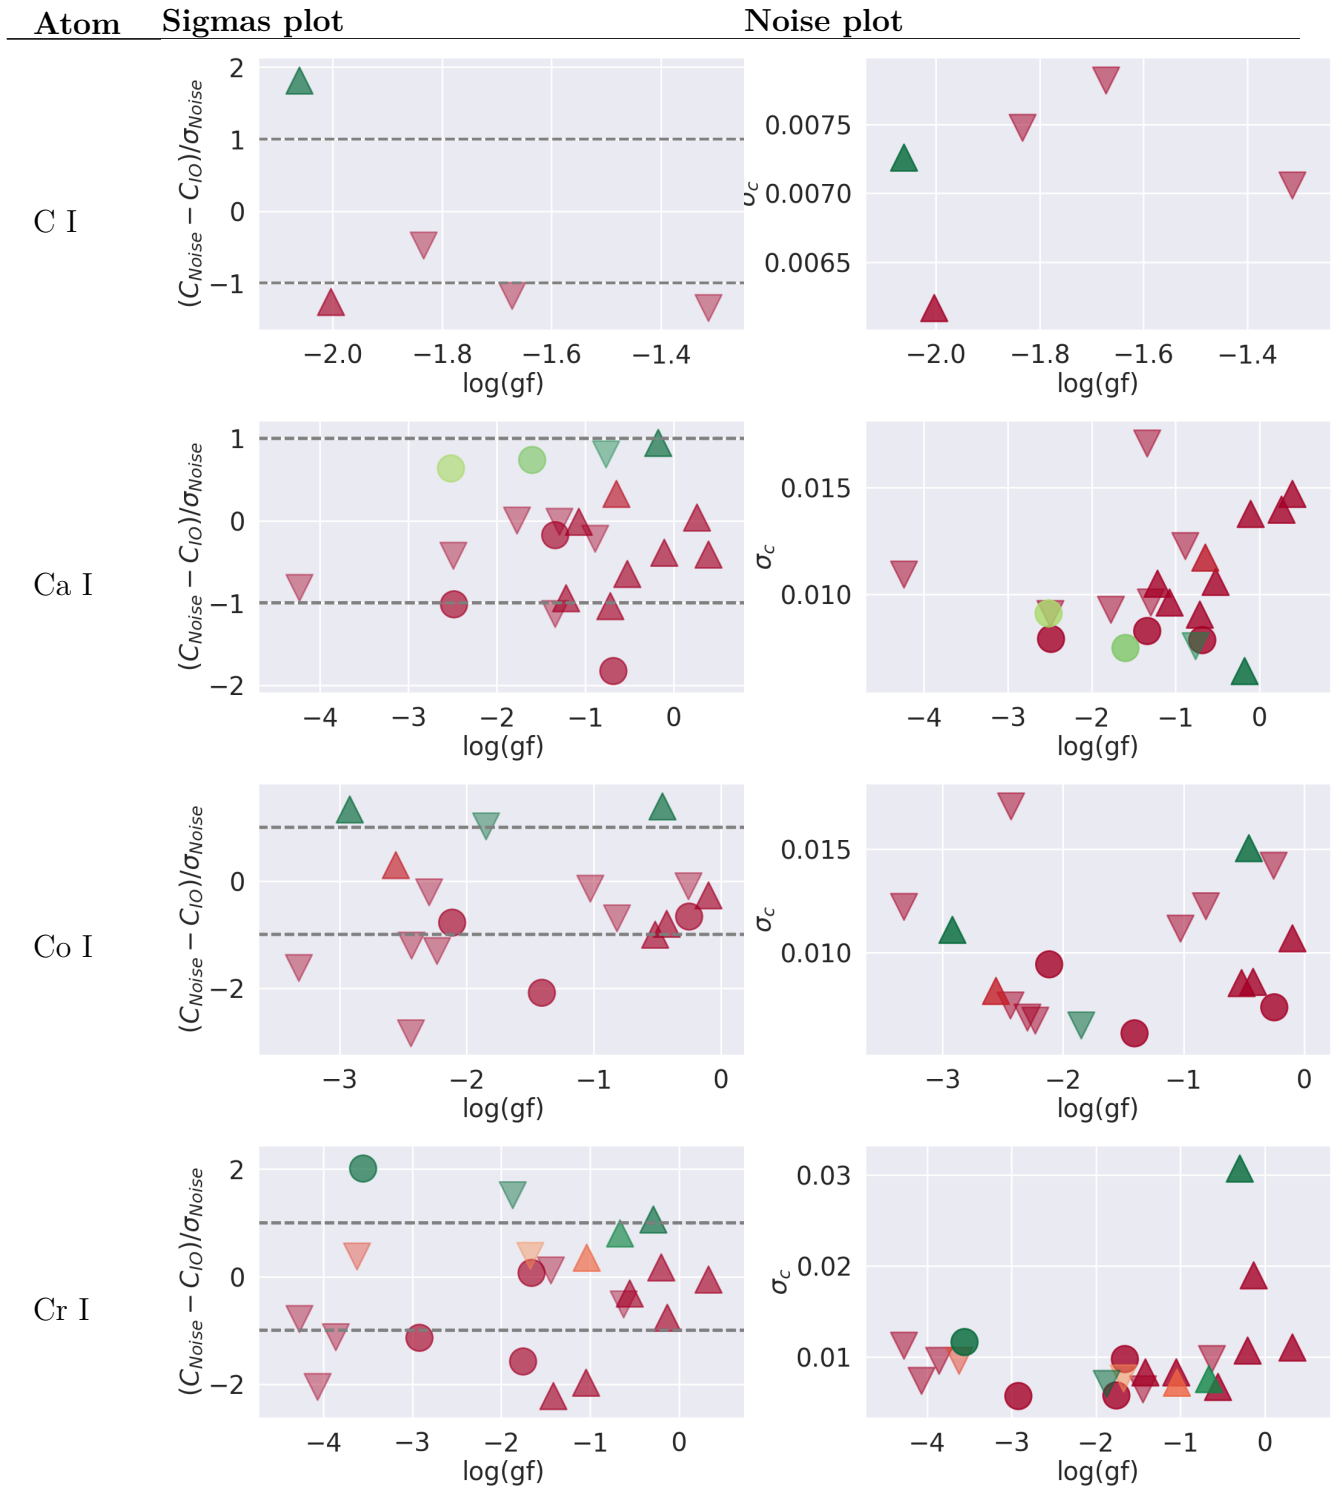 Atom Sigmas plot Noise plot
C I
(C_Noise − C_IO)/σ_Noise
2
1
0
−1
−2.0 −1.8 −1.6 −1.4
log(gf)
σ_c
0.0075
0.0070
0.0065
−2.0 −1.8 −1.6 −1.4
log(gf)
Ca I
(C_Noise − C_IO)/σ_Noise
1
0
−1
−2
−4 −3 −2 −1 0
log(gf)
σ_c
0.015
0.010
−4 −3 −2 −1 0
log(gf)
Co I
(C_Noise − C_IO)/σ_Noise
0
−2
−3 −2 −1 0
log(gf)
σ_c
0.015
0.010
−3 −2 −1 0
log(gf)
Cr I
(C_Noise − C_IO)/σ_Noise
2
0
−2
−4 −3 −2 −1 0
log(gf)
σ_c
0.03
0.02
0.01
−4 −3 −2 −1 0
log(gf)